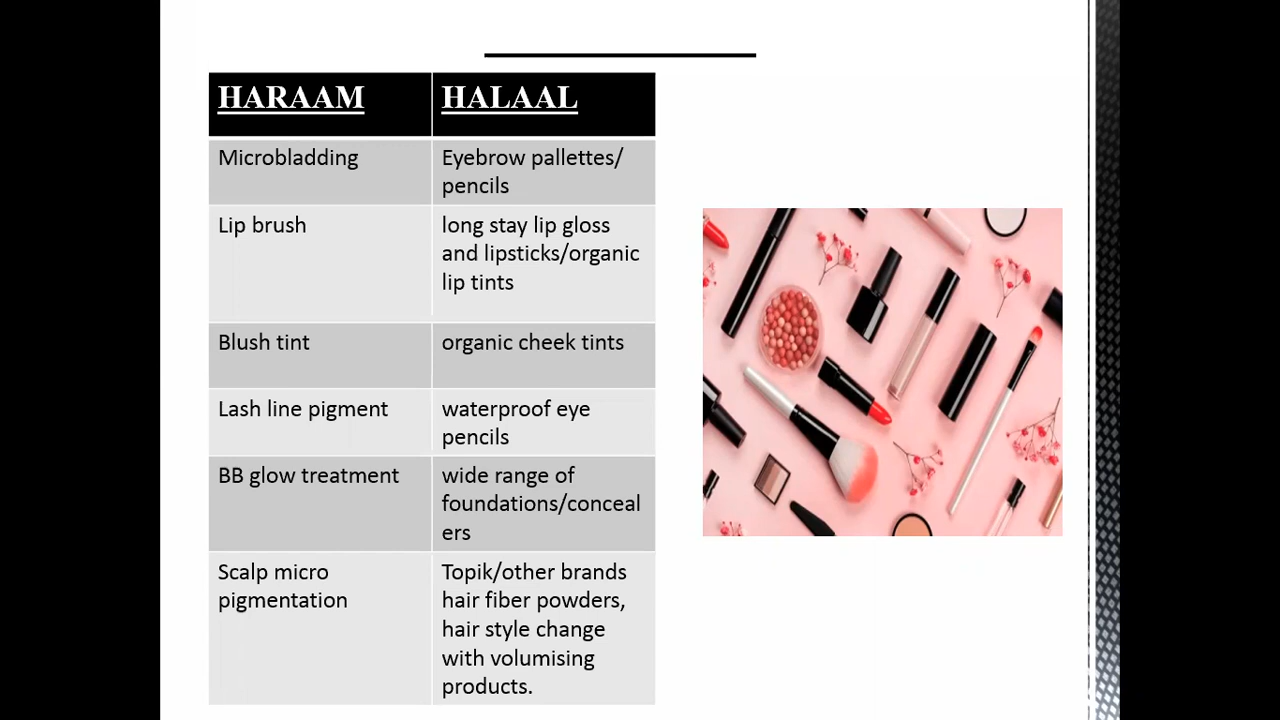 HARAAM
HALAAL
Microbladding
Eyebrow pallettes/
pencils
Lip brush
long stay lip gloss
and lipsticks/organic
lip tints
Blush tint
organic cheek tints
Lash line pigment
waterproof eye
pencils
BB glow treatment
wide range of
foundations/conceal
ers
Scalp micro
pigmentation
Topik/other brands
hair fiber powders,
hair style change
with volumising
products.